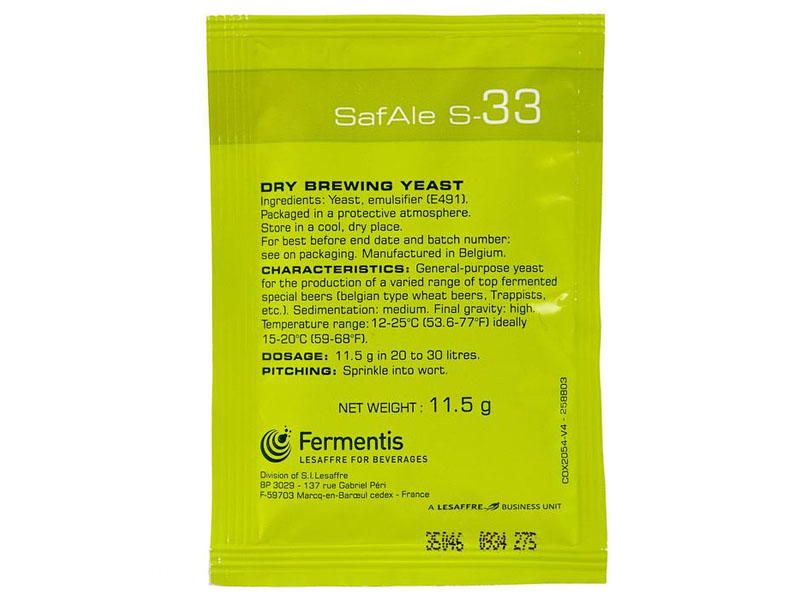 SafAle S-33
DRY BREWING YEAST
Ingredients: Yeast, emulsifier (E491).
Packaged in a protective atmosphere.
Store in a cool, dry place.
For best before end date and batch number:
see on packaging. Manufactured in Belgium.
CHARACTERISTICS: General-purpose yeast
for the production of a varied range of top fermented
special beers (belgian type wheat beers, Trappists,
etc.). Sedimentation: medium. Final gravity: high.
Temperature range: 12-25°C (53.6-77°F) ideally
15-20°C (59-68°F).
DOSAGE: 11.5 g in 20 to 30 litres.
PITCHING: Sprinkle into wort.
NET WEIGHT : 11.5 g
COX2054-V4 - 258803
Fermentis
LESAFFRE FOR BEVERAGES
Division of S.I.Lesaffre
BP 3029 - 137 rue Gabriel Péri
F-59703 Marcq-en-Barœul cedex - France
A LESAFFRE BUSINESS UNIT
35046 0934 275